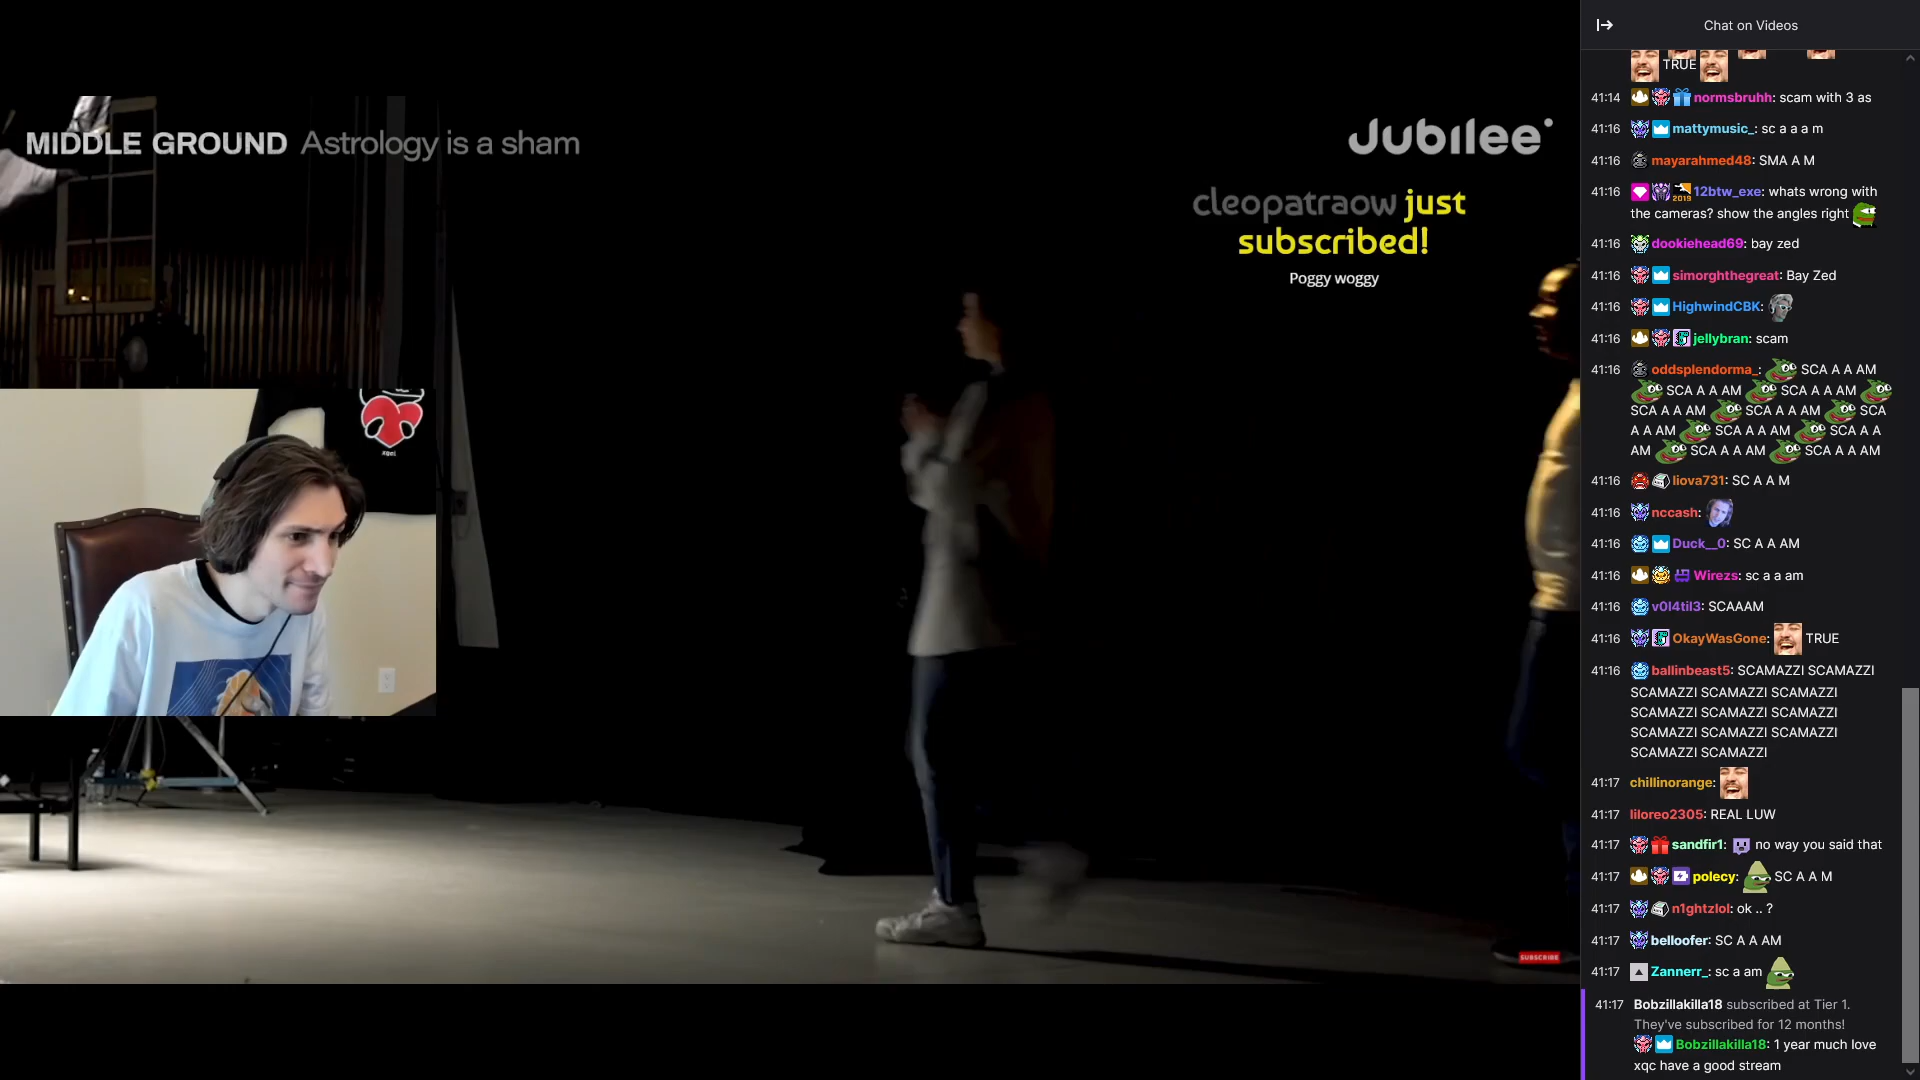 MIDDLE GROUND Astrology is a sham
Jubilee
cleopatraow just
subscribed!
Poggy woggy
xqcL
SUBSCRIBE
Chat on Videos
TRUE
41:14 normsbruhh: scam with 3 as
41:16 mattymusic_: sc a a a m
41:16 mayarahmed48: SMA A M
41:16 2019 12btw_exe: whats wrong with
the cameras? show the angles right
41:16 dookiehead69: bay zed
41:16 simorghthegreat: Bay Zed
41:16 HighwindCBK:
41:16 jellybran: scam
41:16 oddsplendorma_: SCA A A AM
SCA A A AM SCA A A AM
SCA A A AM SCA A A AM SCA
A A AM SCA A A AM SCA A A
AM SCA A A AM SCA A A AM
41:16 liova731: SC A A M
41:16 nccash:
41:16 Duck__0: SC A A AM
41:16 Wirezs: sc a a am
41:16 v0l4til3: SCAAAM
41:16 OkayWasGone: TRUE
41:16 ballinbeast5: SCAMAZZI SCAMAZZI
SCAMAZZI SCAMAZZI SCAMAZZI
SCAMAZZI SCAMAZZI SCAMAZZI
SCAMAZZI SCAMAZZI SCAMAZZI
SCAMAZZI SCAMAZZI
41:17 chillinorange:
41:17 liloreo2305: REAL LUW
41:17 sandfir1: no way you said that
41:17 polecy: SC A A M
41:17 n1ghtzlol: ok .. ?
41:17 belloofer: SC A A AM
41:17 Zannerr_: sc a am
41:17 Bobzillakilla18 subscribed at Tier 1.
They've subscribed for 12 months!
Bobzillakilla18: 1 year much love
xqc have a good stream